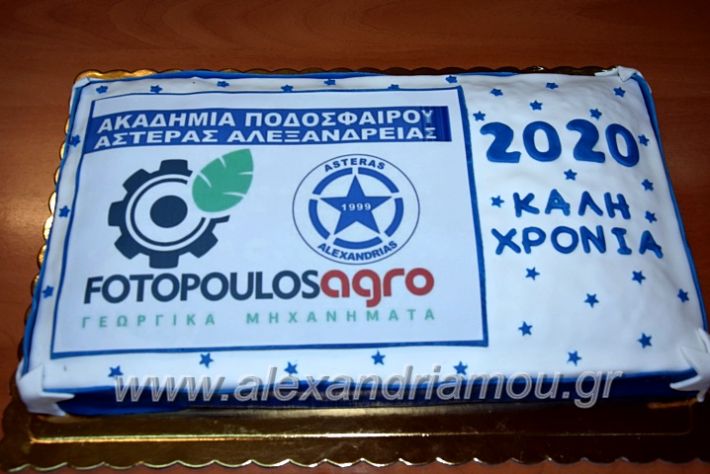 ΑΚΑΔΗΜΙΑ ΠΟΔΟΣΦΑΙΡΟΥ
ΑΣΤΕΡΑΣ ΑΛΕΞΑΝΔΡΕΙΑΣ
2020
ΚΑΛΗ
ΧΡΟΝΙΑ
ASTERAS
1999
ALEXANDRIAS
FOTOPOULOSagro
ΓΕΩΡΓΙΚΑ ΜΗΧΑΝΗΜΑΤΑ
www.alexandriamou.gr